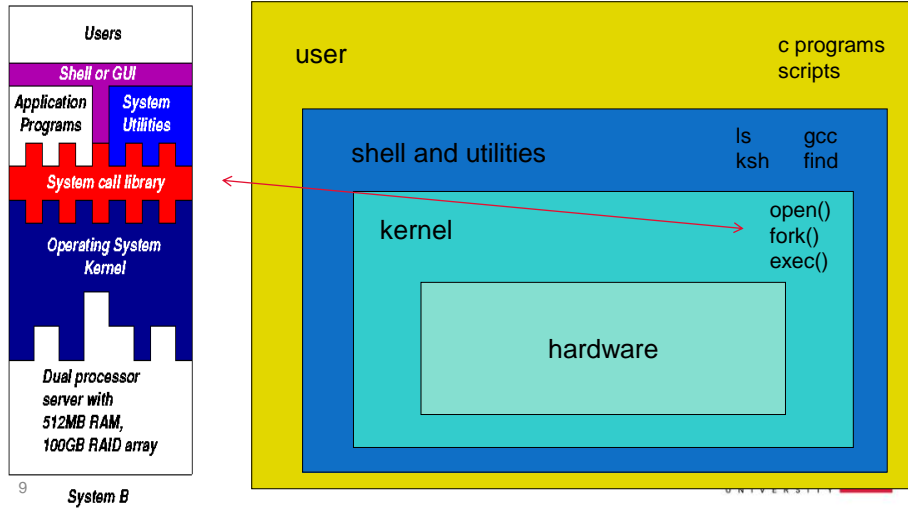 Users
Shell or GUI
Application
Programs
System
Utilities
System call library
Operating System
Kernel
Dual processor
server with
512MB RAM,
100GB RAID array
9
System B
user
c programs
scripts
shell and utilities
ls gcc
ksh find
kernel
open()
fork()
exec()
hardware
UNIVERSITY